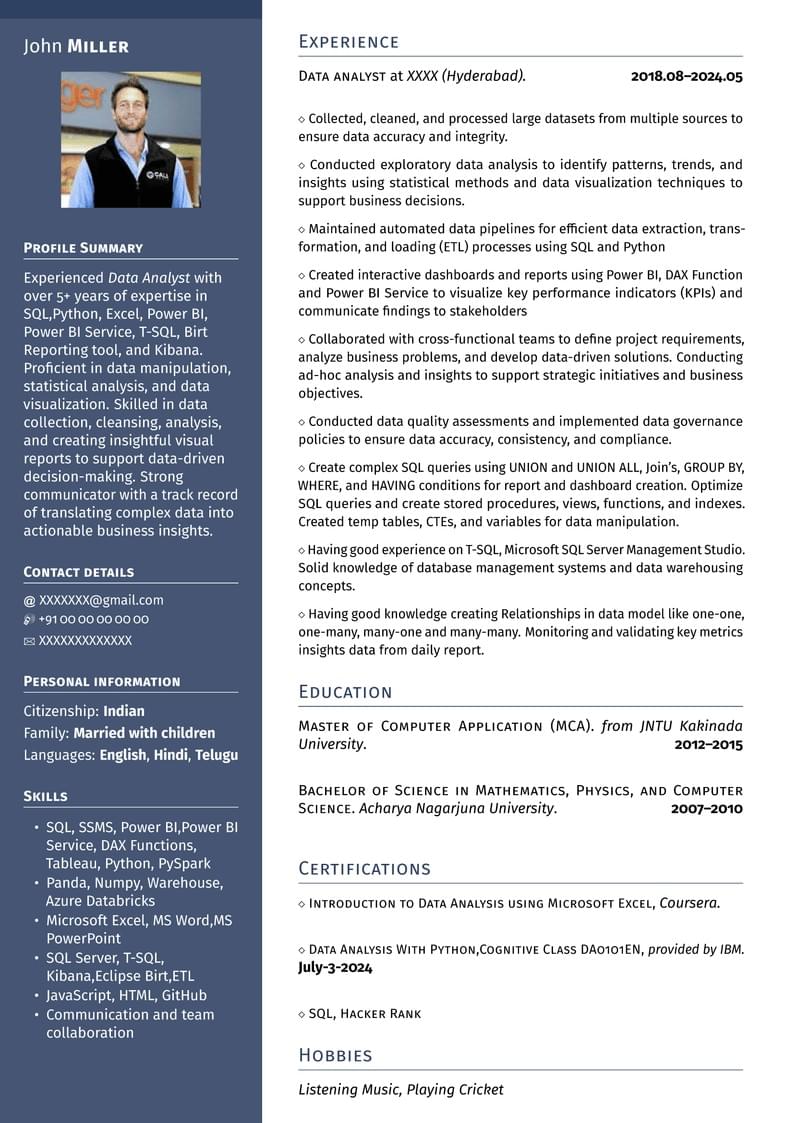 John MILLER
ger
CALL
PROFILE SUMMARY
Experienced Data Analyst with
over 5+ years of expertise in
SQL,Python, Excel, Power BI,
Power BI Service, T-SQL, Birt
Reporting tool, and Kibana.
Proficient in data manipulation,
statistical analysis, and data
visualization. Skilled in data
collection, cleansing, analysis,
and creating insightful visual
reports to support data-driven
decision-making. Strong
communicator with a track record
of translating complex data into
actionable business insights.
CONTACT DETAILS
@ XXXXXXX@gmail.com
+91 00 00 00 00 00
XXXXXXXXXXXXX
PERSONAL INFORMATION
Citizenship: Indian
Family: Married with children
Languages: English, Hindi, Telugu
SKILLS
• SQL, SSMS, Power BI,Power BI
Service, DAX Functions,
Tableau, Python, PySpark
• Panda, Numpy, Warehouse,
Azure Databricks
• Microsoft Excel, MS Word,MS
PowerPoint
• SQL Server, T-SQL,
Kibana,Eclipse Birt,ETL
• JavaScript, HTML, GitHub
• Communication and team
collaboration
EXPERIENCE
DATA ANALYST at XXXX (Hyderabad). 2018.08–2024.05
⋄ Collected, cleaned, and processed large datasets from multiple sources to
ensure data accuracy and integrity.
⋄ Conducted exploratory data analysis to identify patterns, trends, and
insights using statistical methods and data visualization techniques to
support business decisions.
⋄ Maintained automated data pipelines for efficient data extraction, trans-
formation, and loading (ETL) processes using SQL and Python
⋄ Created interactive dashboards and reports using Power BI, DAX Function
and Power BI Service to visualize key performance indicators (KPIs) and
communicate findings to stakeholders
⋄ Collaborated with cross-functional teams to define project requirements,
analyze business problems, and develop data-driven solutions. Conducting
ad-hoc analysis and insights to support strategic initiatives and business
objectives.
⋄ Conducted data quality assessments and implemented data governance
policies to ensure data accuracy, consistency, and compliance.
⋄ Create complex SQL queries using UNION and UNION ALL, Join's, GROUP BY,
WHERE, and HAVING conditions for report and dashboard creation. Optimize
SQL queries and create stored procedures, views, functions, and indexes.
Created temp tables, CTEs, and variables for data manipulation.
⋄ Having good experience on T-SQL, Microsoft SQL Server Management Studio.
Solid knowledge of database management systems and data warehousing
concepts.
⋄ Having good knowledge creating Relationships in data model like one-one,
one-many, many-one and many-many. Monitoring and validating key metrics
insights data from daily report.
EDUCATION
MASTER OF COMPUTER APPLICATION (MCA). from JNTU Kakinada
University. 2012–2015
BACHELOR OF SCIENCE IN MATHEMATICS, PHYSICS, AND COMPUTER
SCIENCE. Acharya Nagarjuna University. 2007–2010
CERTIFICATIONS
⋄ INTRODUCTION TO DATA ANALYSIS USING MICROSOFT EXCEL, Coursera.
⋄ DATA ANALYSIS WITH PYTHON,COGNITIVE CLASS DA0101EN, provided by IBM.
July-3-2024
⋄ SQL, HACKER RANK
HOBBIES
Listening Music, Playing Cricket